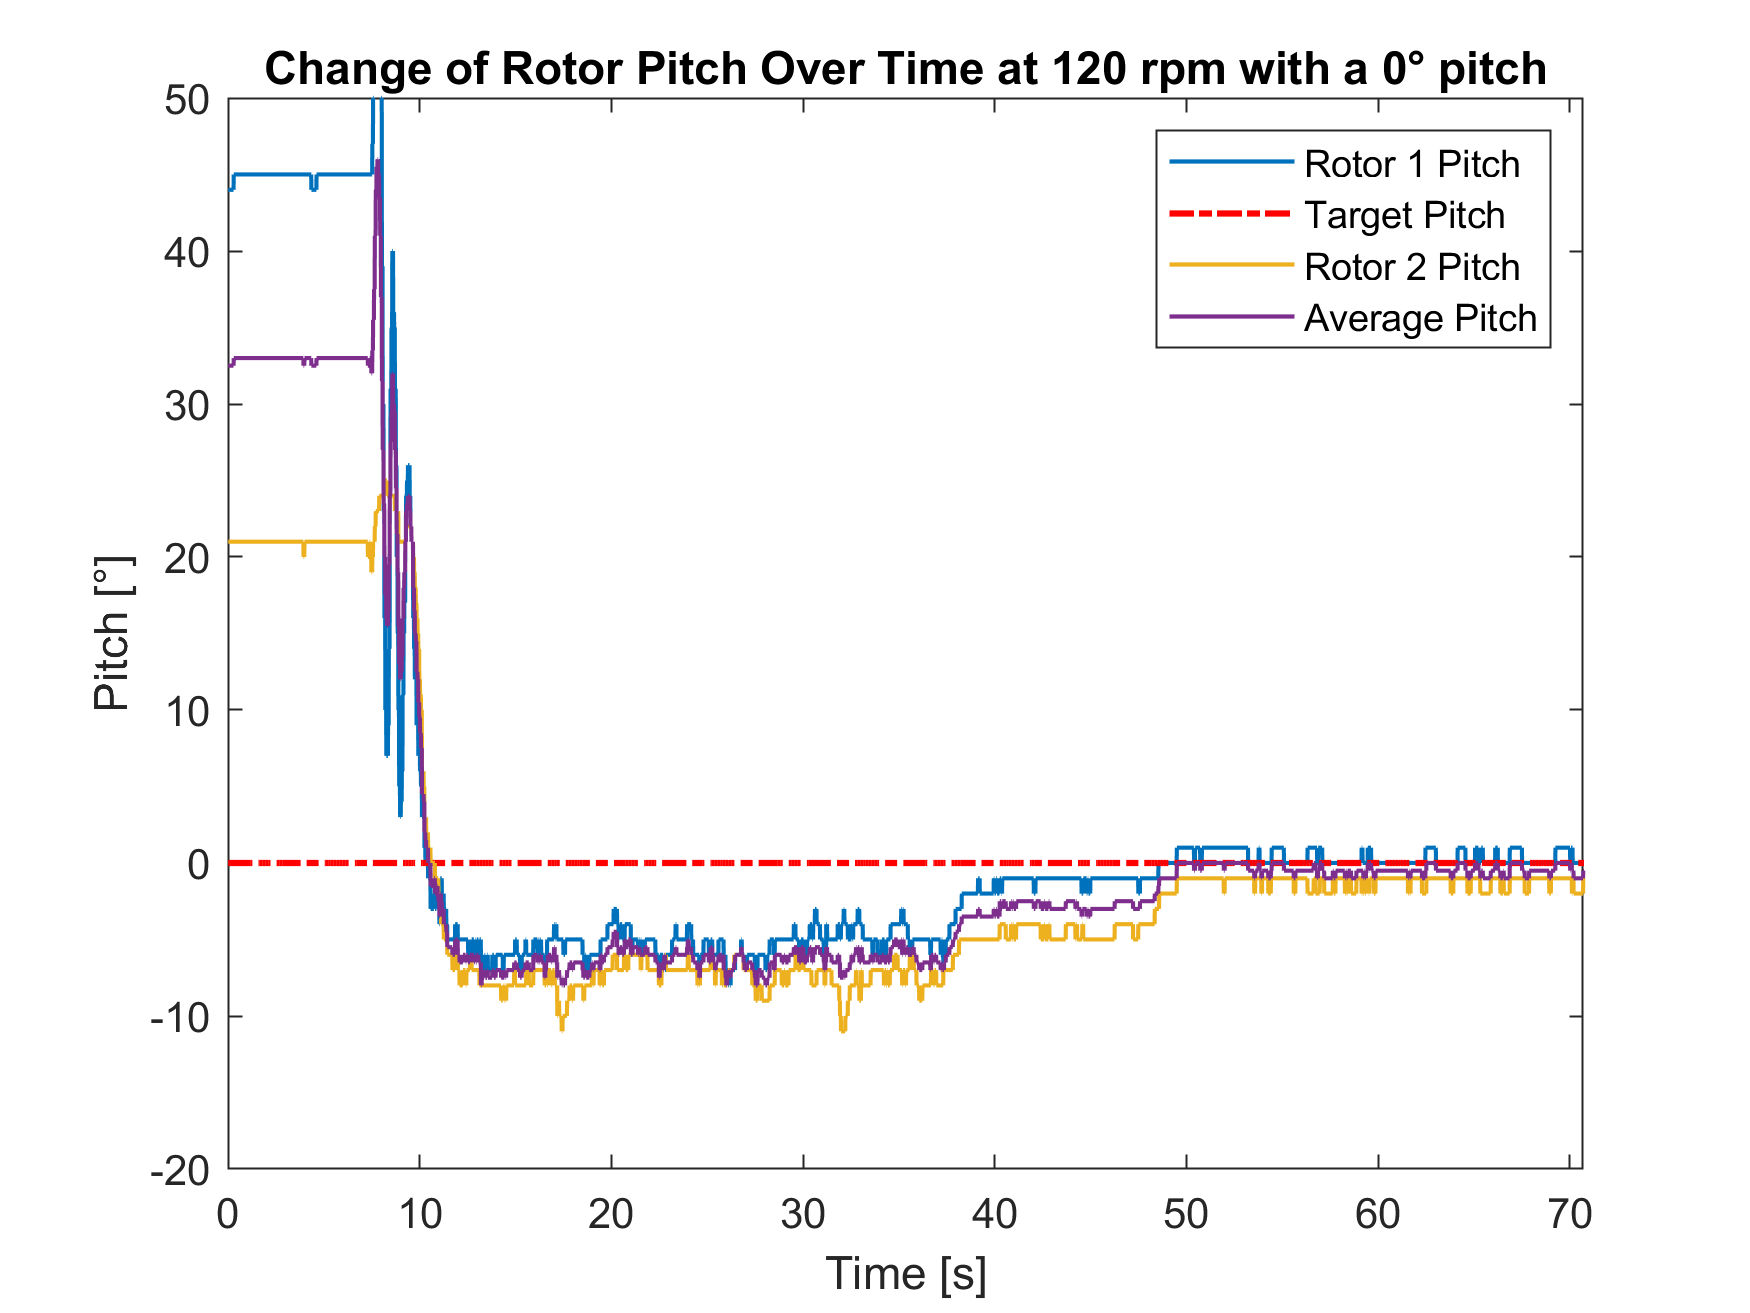 Change of Rotor Pitch Over Time at 120 rpm with a 0° pitch
50
40
30
20
10
0
-10
-20
Pitch [°]
Rotor 1 Pitch
Target Pitch
Rotor 2 Pitch
Average Pitch
0 10 20 30 40 50 60 70
Time [s]